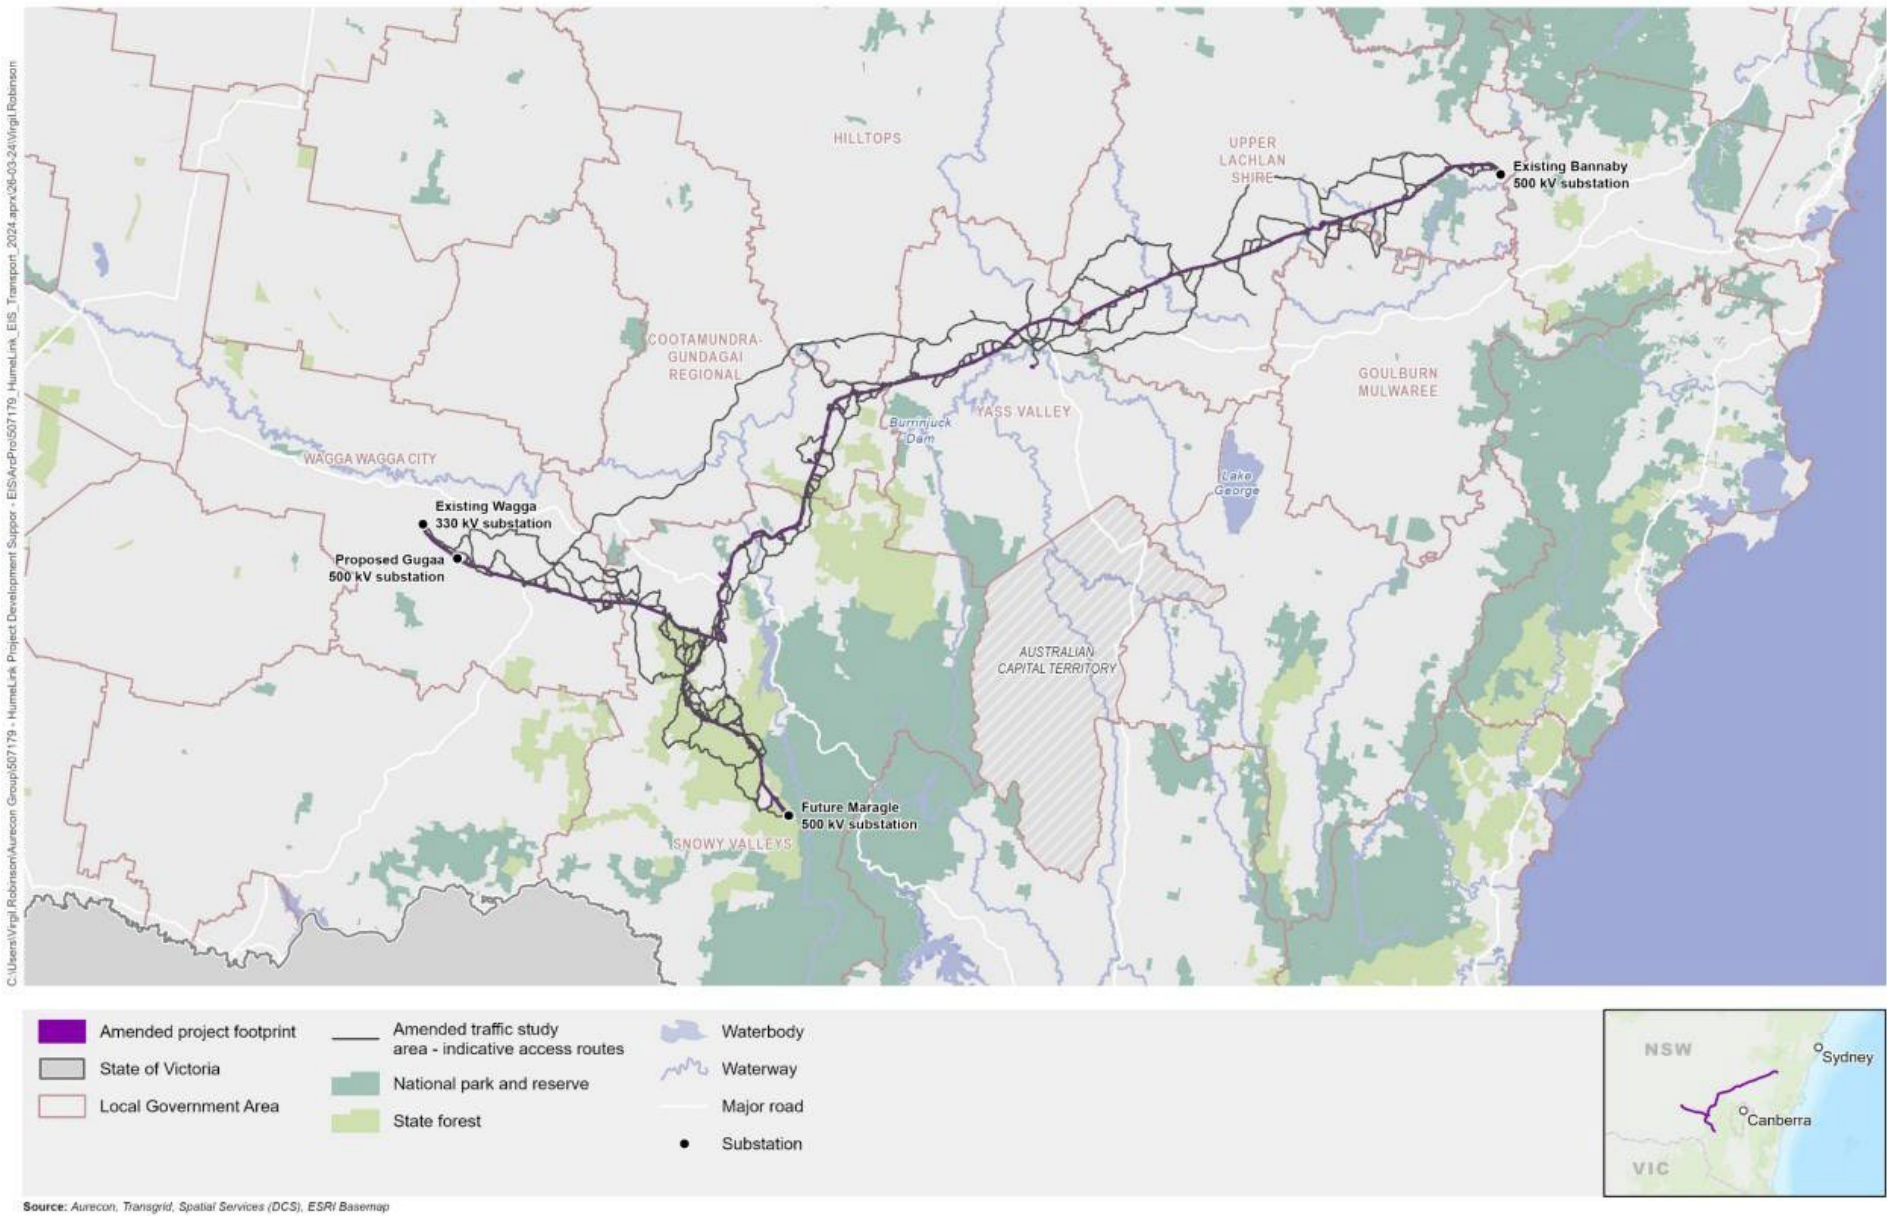 C:\Users\Virgil.Robinson\Aurecon Group\507179 - HumeLink Project Development Suppor - EIS\ArcPro\507179_HumeLink_EIS_Transport_2024.aprx\26-03-24\Virgil.Robinson
HILLTOPS
UPPER
LACHLAN
SHIRE
Existing Bannaby
500 kV substation
COOTAMUNDRA-
GUNDAGAI
REGIONAL
GOULBURN
MULWAREE
Burrinjuck
Dam
YASS VALLEY
WAGGA WAGGA CITY
Lake
George
Existing Wagga
330 kV substation
Proposed Gugaa
500 kV substation
AUSTRALIAN
CAPITAL TERRITORY
Future Maragle
500 kV substation
SNOWY VALLEYS
Amended project footprint
State of Victoria
Local Government Area
Amended traffic study
area - indicative access routes
National park and reserve
State forest
Waterbody
Waterway
Major road
Substation
NSW
Sydney
Canberra
VIC
Source: Aurecon, Transgrid, Spatial Services (DCS), ESRI Basemap